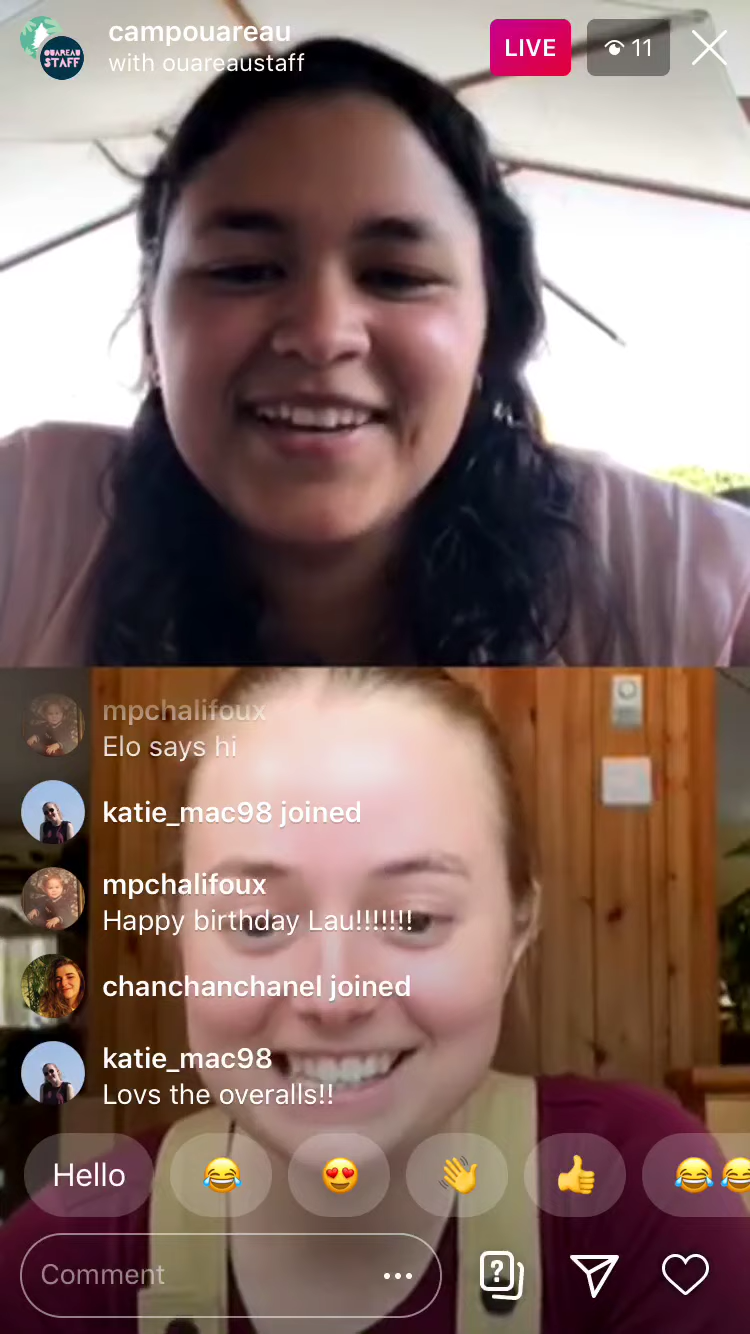 campouareau
with ouareaustaff
OUAREAU
STAFF
LIVE
11
mpchalifoux
Elo says hi
katie_mac98 joined
mpchalifoux
Happy birthday Lau!!!!!!!
chanchanchanel joined
katie_mac98
Lovs the overalls!!
Hello
Comment